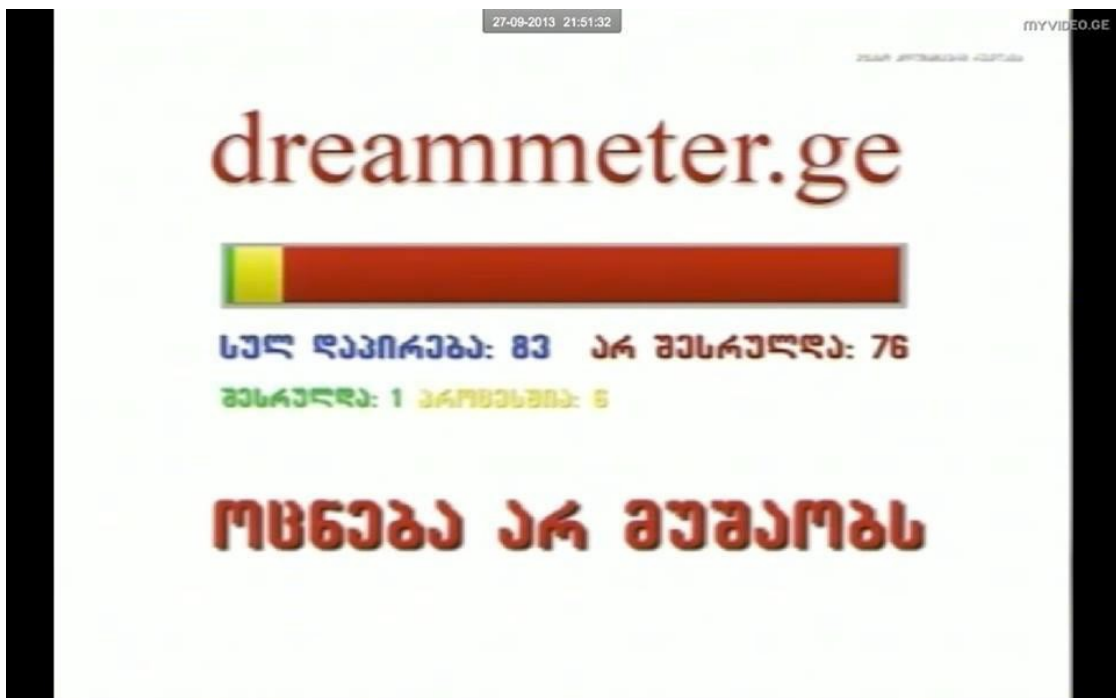 27-09-2013 21:51:32
MYVIDEO.GE
dreammeter.ge
სულ დაპირება: 83 არ შესრულდა: 76
შესრულდა: 1 პროცესშია: 6
ოცნება არ მუშაობს